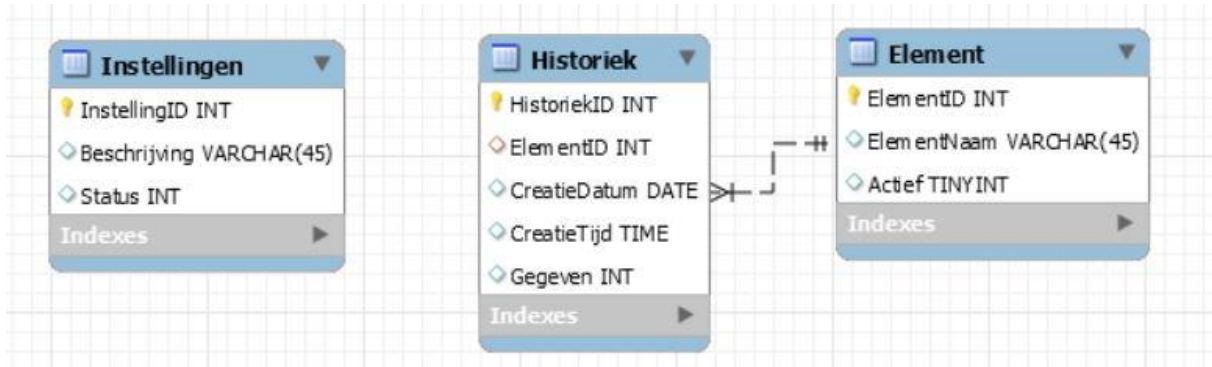 Instellingen
InstellingID INT
Beschrijving VARCHAR(45)
Status INT
Indexes
Historiek
HistoriekID INT
ElementID INT
CreatieDatum DATE
CreatieTijd TIME
Gegeven INT
Indexes
Element
ElementID INT
ElementNaam VARCHAR(45)
Actief TINYINT
Indexes